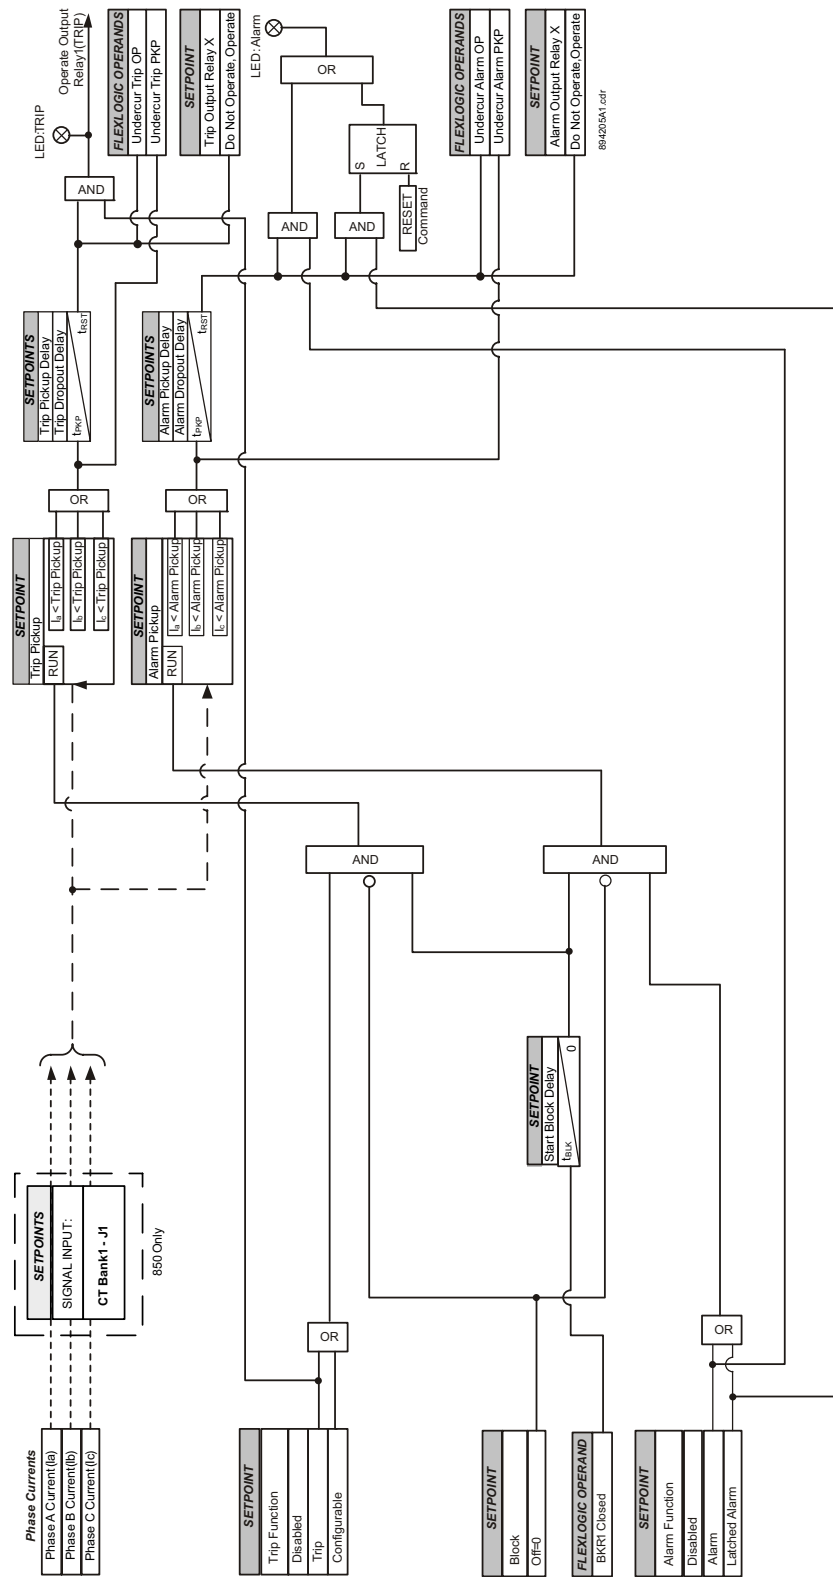 Phase Currents
Phase A Current (Ia)
Phase B Current (Ib)
Phase C Current (Ic)
SETPOINTS
SIGNAL INPUT:
CT Bank1 - J1
850 Only
SETPOINT
Trip Pickup
RUN
Ia < Trip Pickup
Ib < Trip Pickup
Ic < Trip Pickup
OR
SETPOINTS
Trip Pickup Delay
Trip Dropout Delay
tPKP
tRST
AND
LED:TRIP
Operate Output
Relay1(TRIP)
FLEXLOGIC OPERANDS
Undercur Trip OP
Undercur Trip PKP
SETPOINT
Trip Output Relay X
Do Not Operate, Operate
SETPOINT
Alarm Pickup
RUN
Ia < Alarm Pickup
Ib < Alarm Pickup
Ic < Alarm Pickup
OR
SETPOINTS
Alarm Pickup Delay
Alarm Dropout Delay
tPKP
tRST
SETPOINT
Trip Function
Disabled
Trip
Configurable
OR
AND
AND
OR
LED: Alarm
AND
S
LATCH
R
RESET
Command
SETPOINT
Block
Off=0
FLEXLOGIC OPERAND
BKR1 Closed
SETPOINT
Start Block Delay
tBLK
0
AND
FLEXLOGIC OPERANDS
Undercur Alarm OP
Undercur Alarm PKP
SETPOINT
Alarm Output Relay X
Do Not Operate,Operate
SETPOINT
Alarm Function
Disabled
Alarm
Latched Alarm
OR
894205A1.cdr